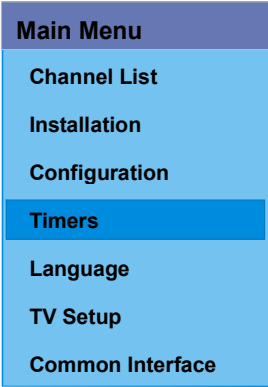 Main Menu
Channel List
Installation
Configuration
Timers
Language
TV Setup
Common Interface